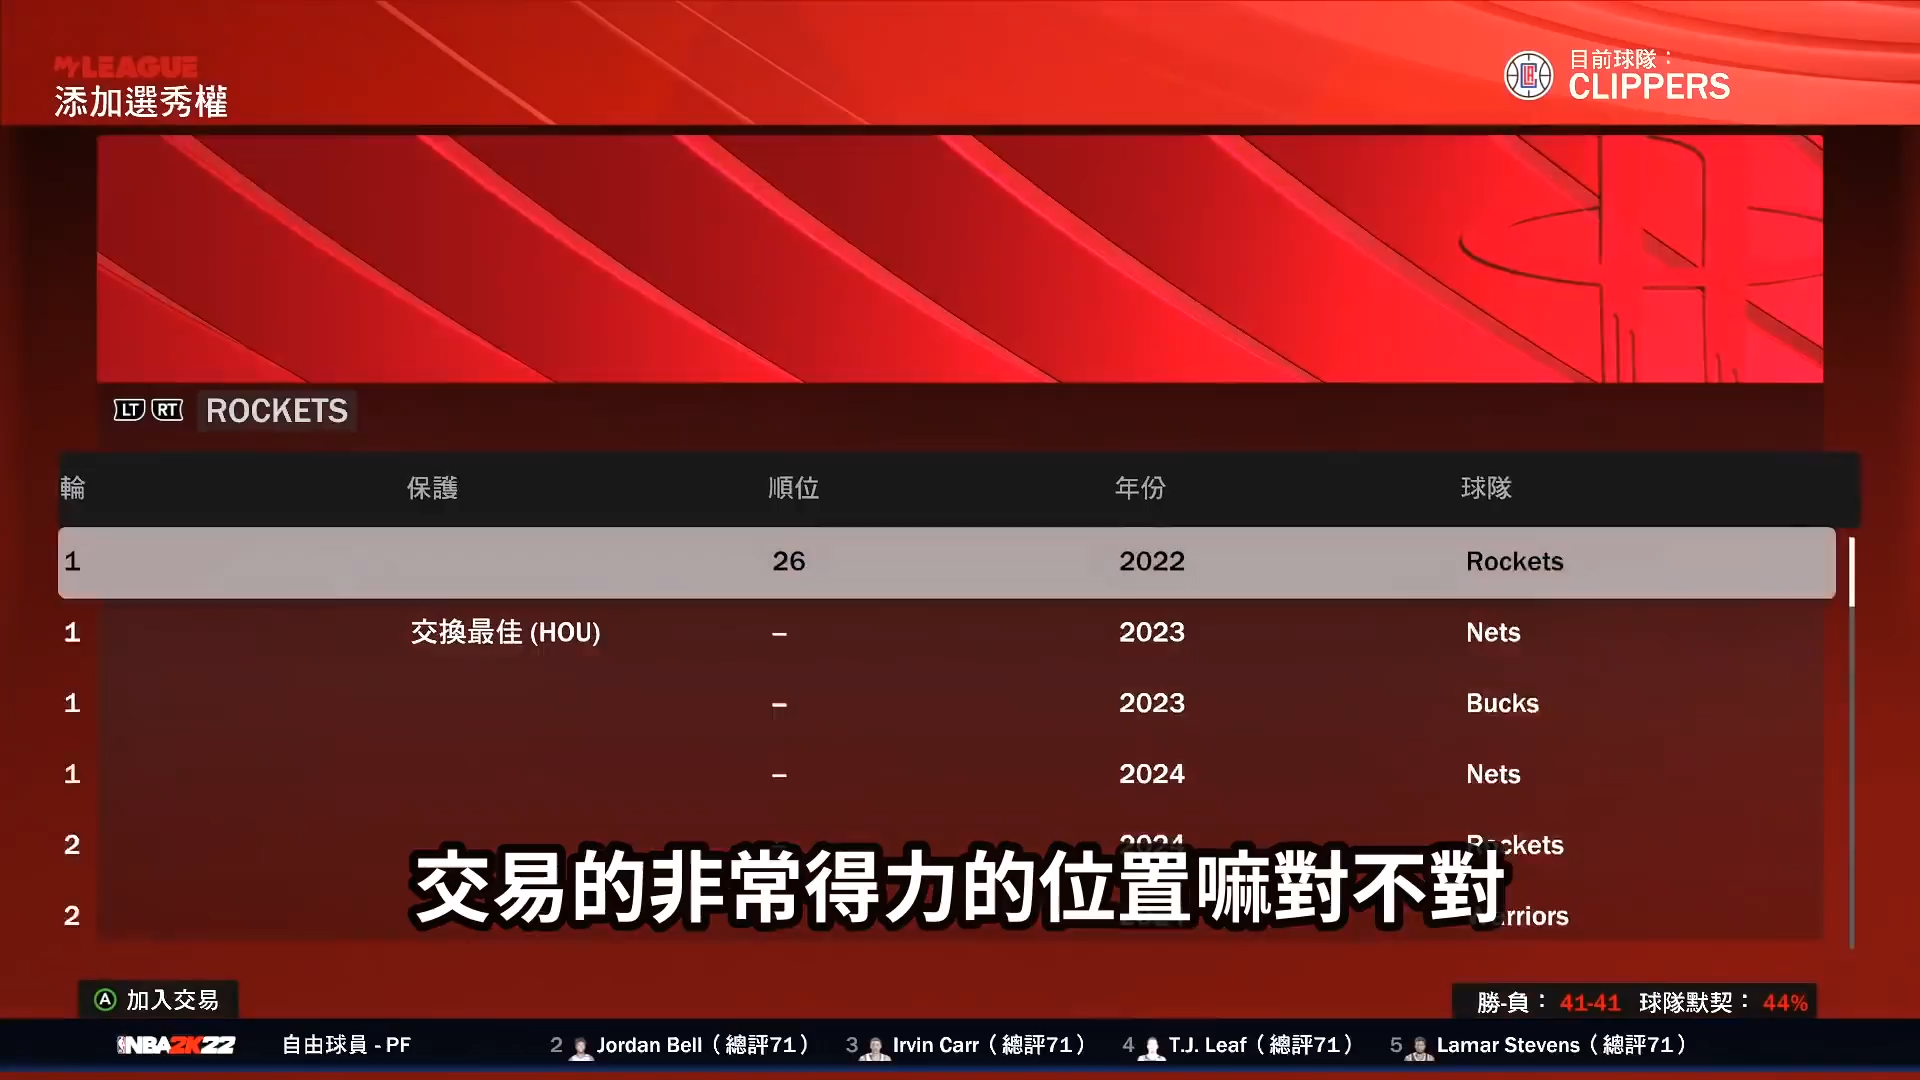 MyLEAGUE
添加選秀權
目前球隊：
CLIPPERS
LT RT ROCKETS
輪 保護 順位 年份 球隊
1 26 2022 Rockets
1 交換最佳 (HOU) – 2023 Nets
1 – 2023 Bucks
1 – 2024 Nets
2 2024 Rockets
2 Warriors
交易的非常得力的位置嘛對不對
A 加入交易
勝-負： 41-41 球隊默契： 44%
NBA2K22 自由球員 - PF 2 Jordan Bell（總評71） 3 Irvin Carr（總評71） 4 T.J. Leaf（總評71） 5 Lamar Stevens（總評71）